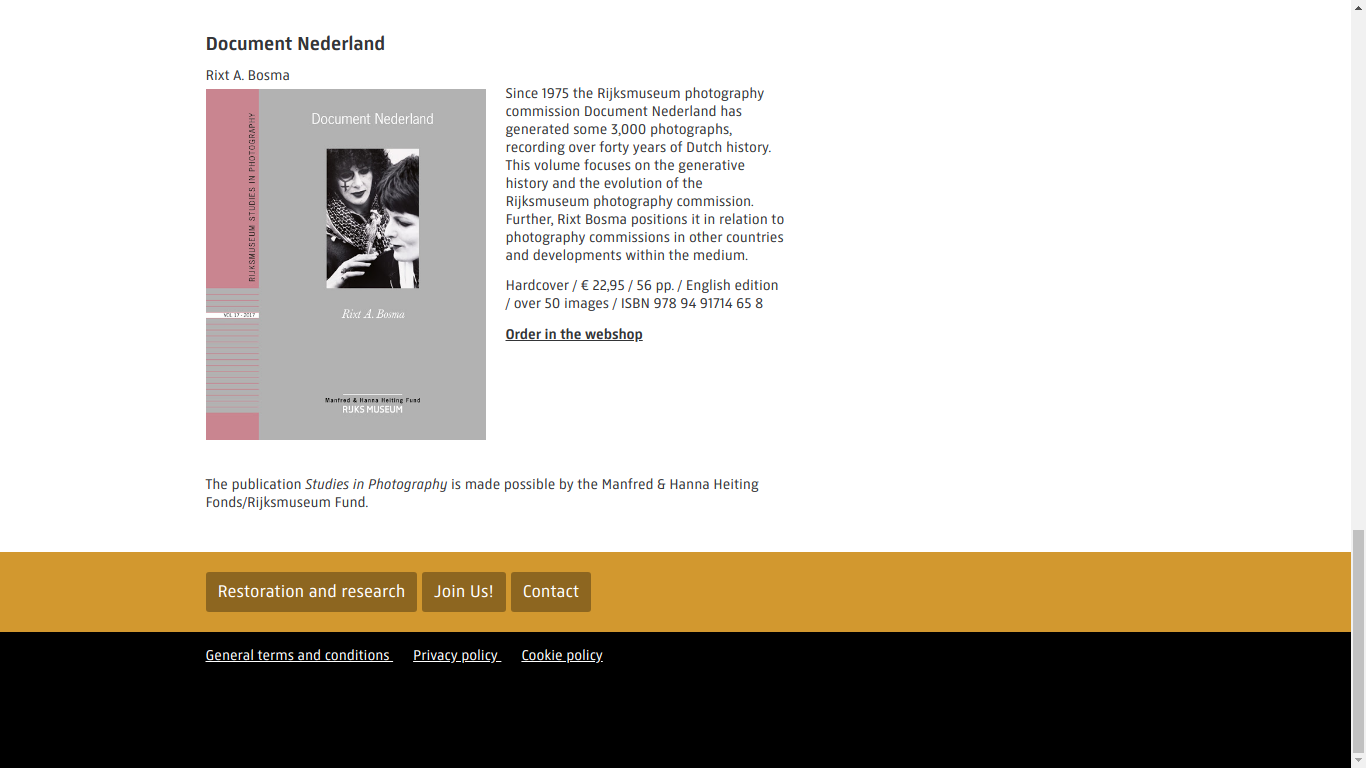 Document Nederland
Rixt A. Bosma
RIJKSMUSEUM STUDIES IN PHOTOGRAPHY
VOL 17 - 2017
Document Nederland
Rixt A. Bosma
Manfred & Hanna Heiting Fund
RIJKS MUSEUM
Since 1975 the Rijksmuseum photography
commission Document Nederland has
generated some 3,000 photographs,
recording over forty years of Dutch history.
This volume focuses on the generative
history and the evolution of the
Rijksmuseum photography commission.
Further, Rixt Bosma positions it in relation to
photography commissions in other countries
and developments within the medium.
Hardcover / € 22,95 / 56 pp. / English edition
/ over 50 images / ISBN 978 94 91714 65 8
Order in the webshop
The publication Studies in Photography is made possible by the Manfred & Hanna Heiting
Fonds/Rijksmuseum Fund.
Restoration and research Join Us! Contact
General terms and conditions Privacy policy Cookie policy